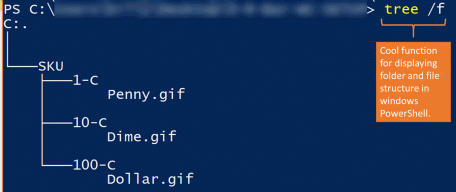 PS C:\
> tree /f
C:.
SKU
1-C
Penny.gif
10-C
Dime.gif
100-C
Dollar.gif
Cool function
for displaying
folder and file
structure in
windows
PowerShell.